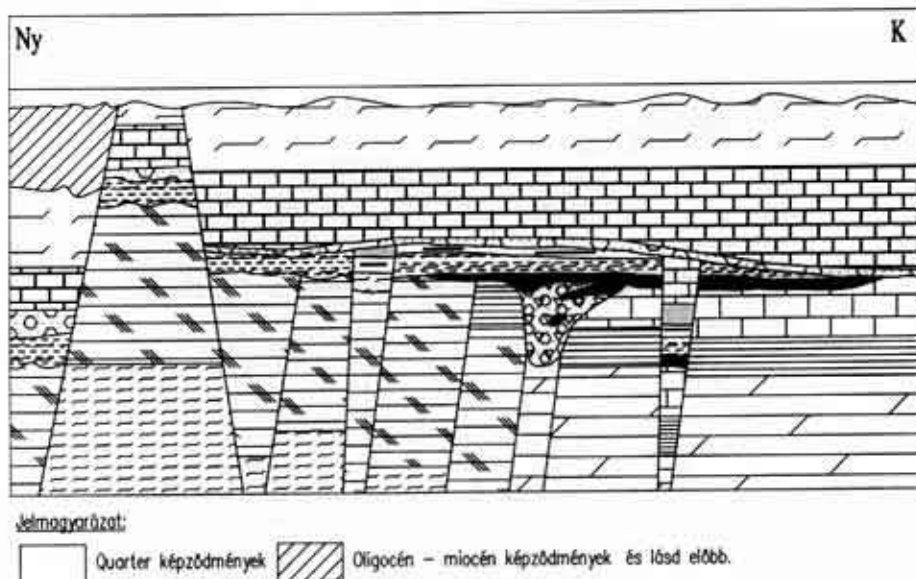 Ny K
Jelmagyarázat:
Quarter képződmények Oligocén – miocén képződmények és lásd előbb.